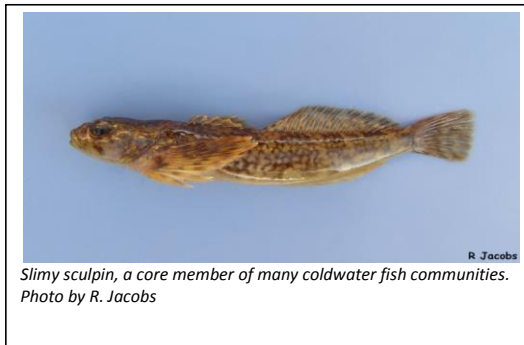 R Jacobs
Slimy sculpin, a core member of many coldwater fish communities.
Photo by R. Jacobs